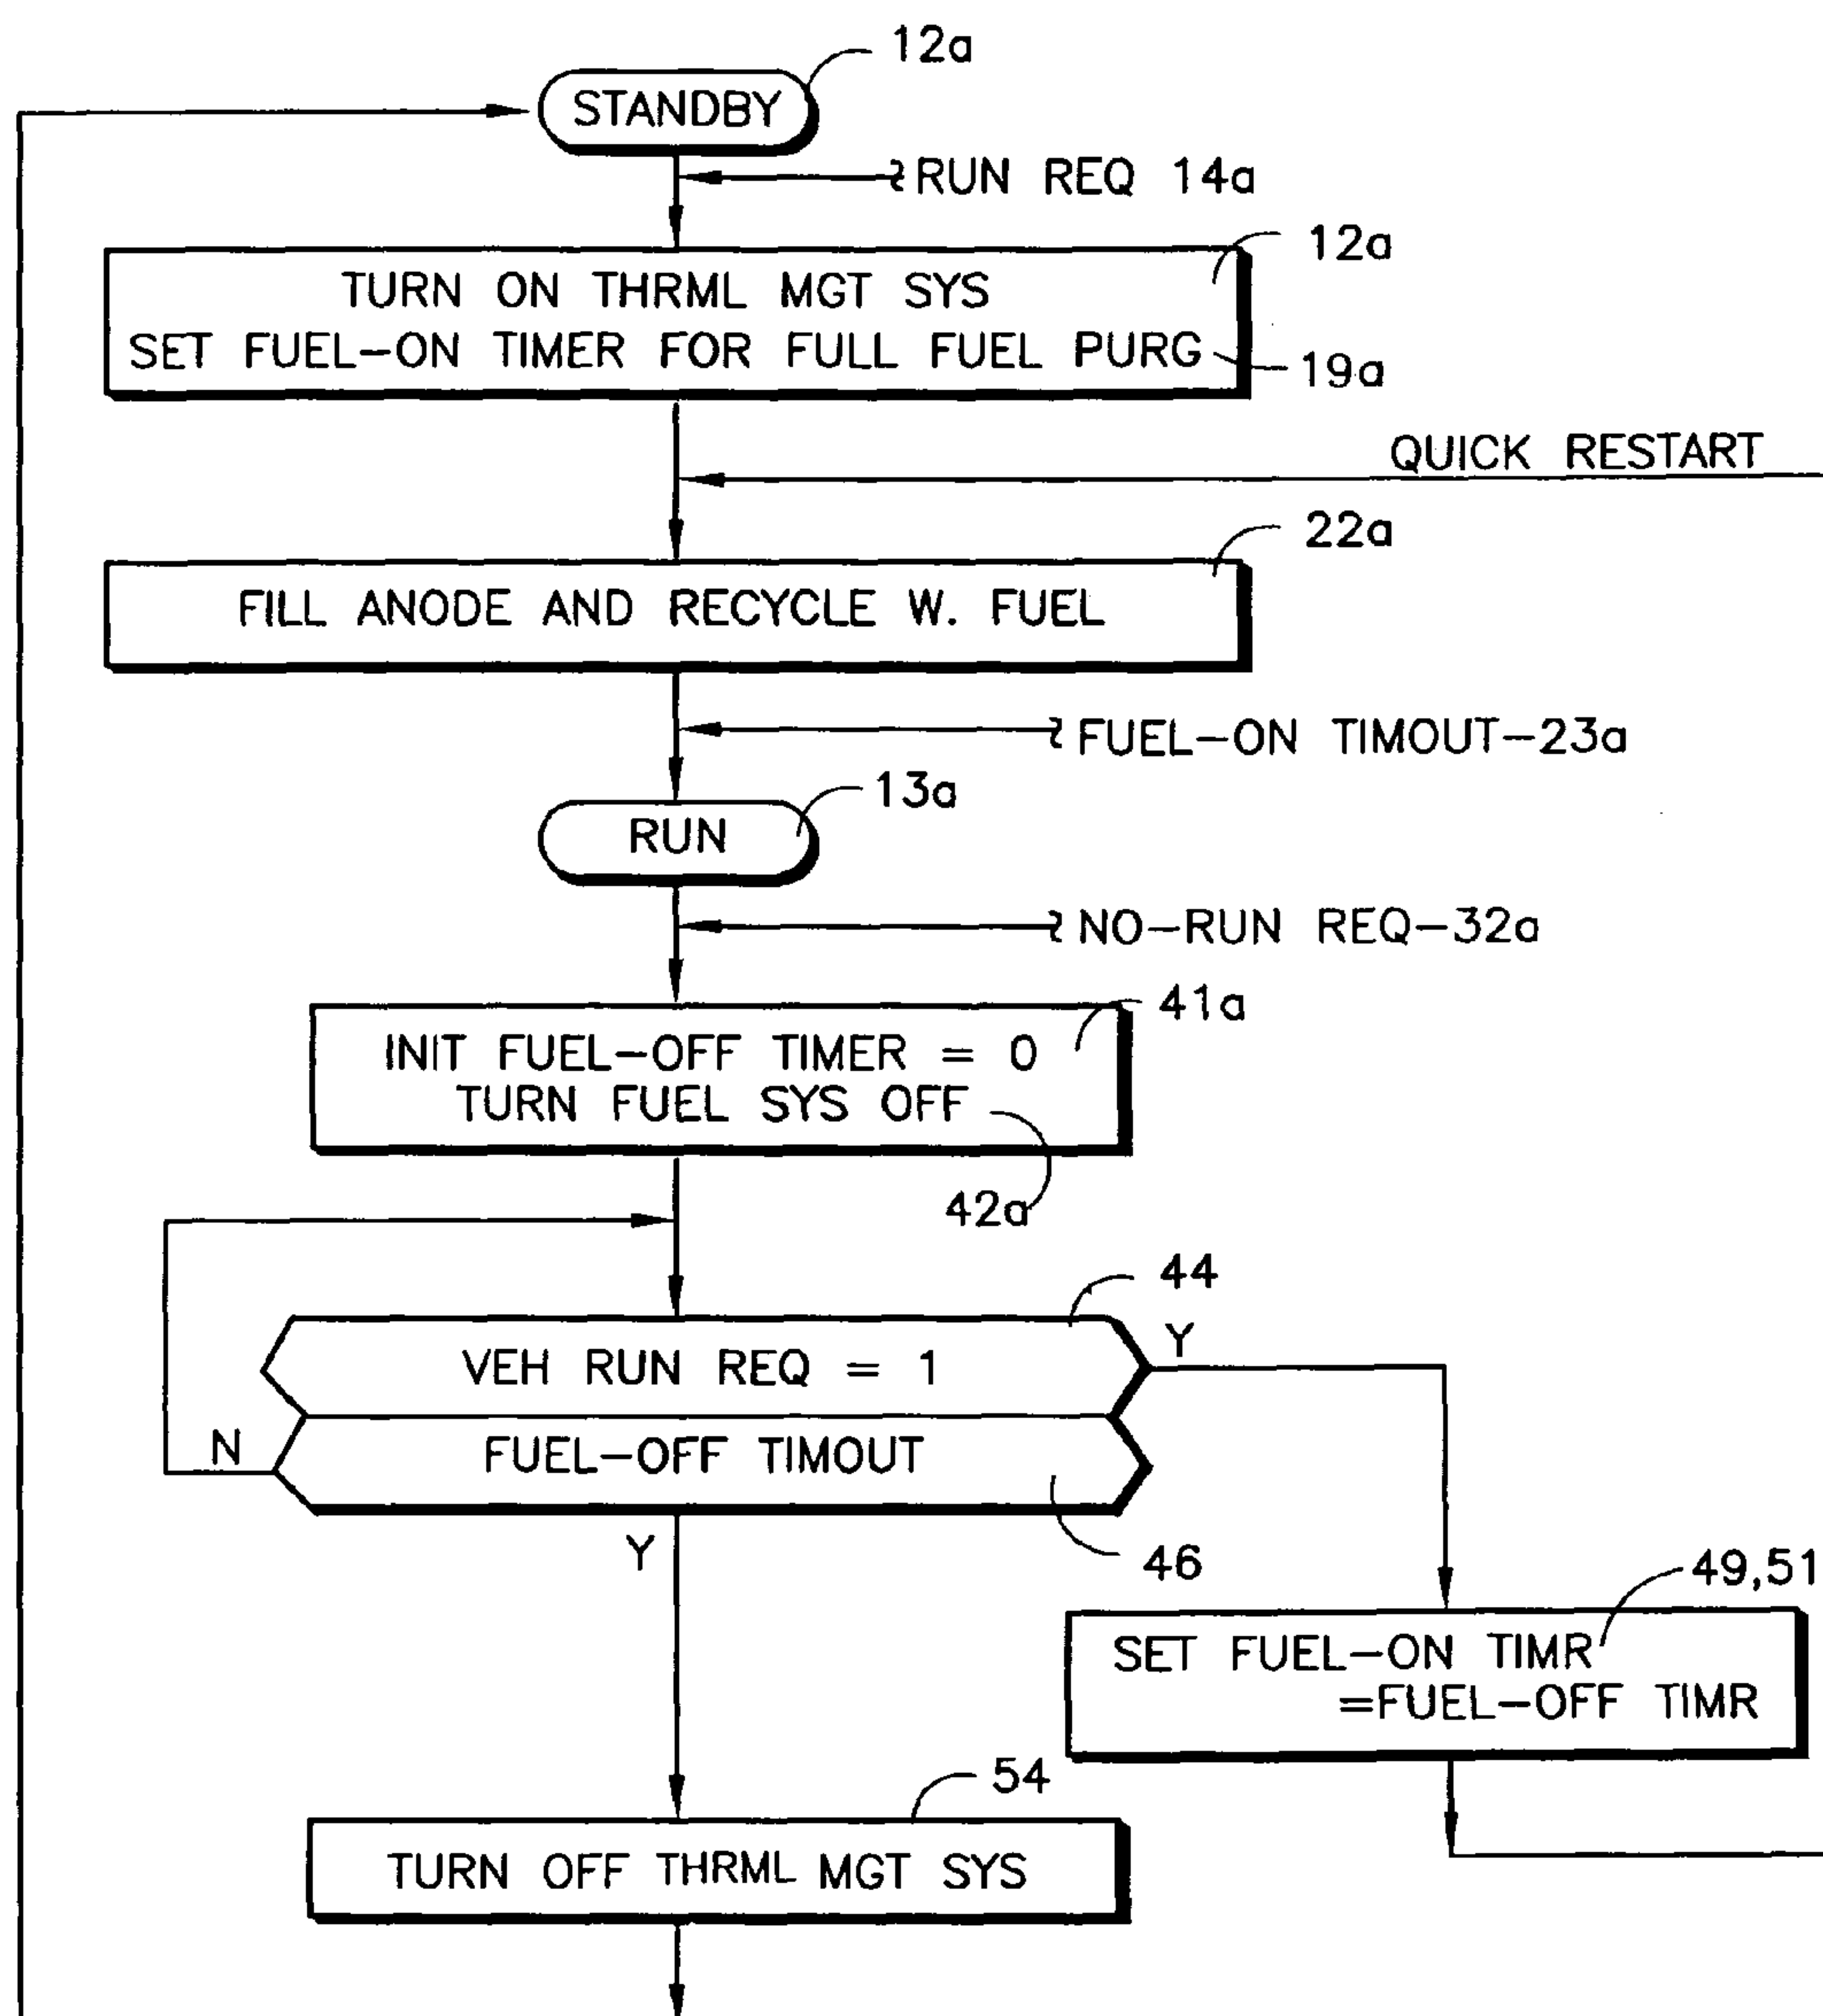 12a
STANDBY
RUN REQ 14a
12a
TURN ON THRML MGT SYS
SET FUEL-ON TIMER FOR FULL FUEL PURG
19a
QUICK RESTART
22a
FILL ANODE AND RECYCLE W. FUEL
FUEL-ON TIMOUT-23a
13a
RUN
NO-RUN REQ-32a
41a
INIT FUEL-OFF TIMER = 0
TURN FUEL SYS OFF
42a
44
Y
VEH RUN REQ = 1
N
FUEL-OFF TIMOUT
Y
46
49,51
SET FUEL-ON TIMR
=FUEL-OFF TIMR
54
TURN OFF THRML MGT SYS